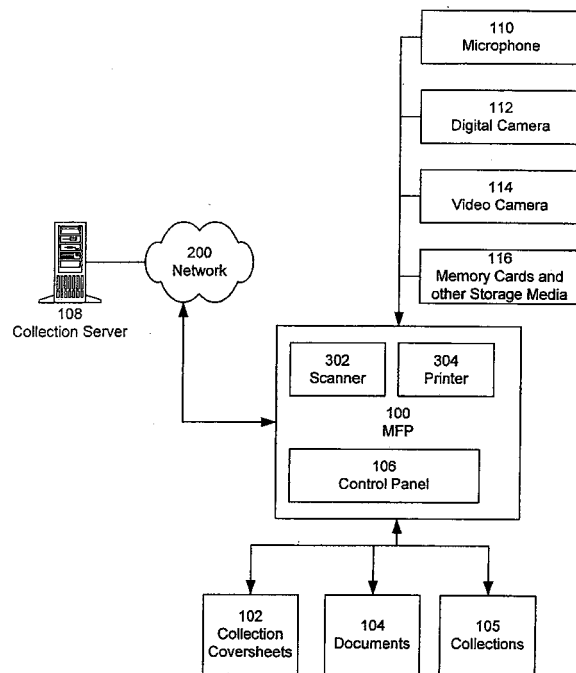 110
Microphone
112
Digital Camera
114
Video Camera
116
Memory Cards and
other Storage Media
200
Network
108
Collection Server
302
Scanner
304
Printer
100
MFP
106
Control Panel
102
Collection
Coversheets
104
Documents
105
Collections